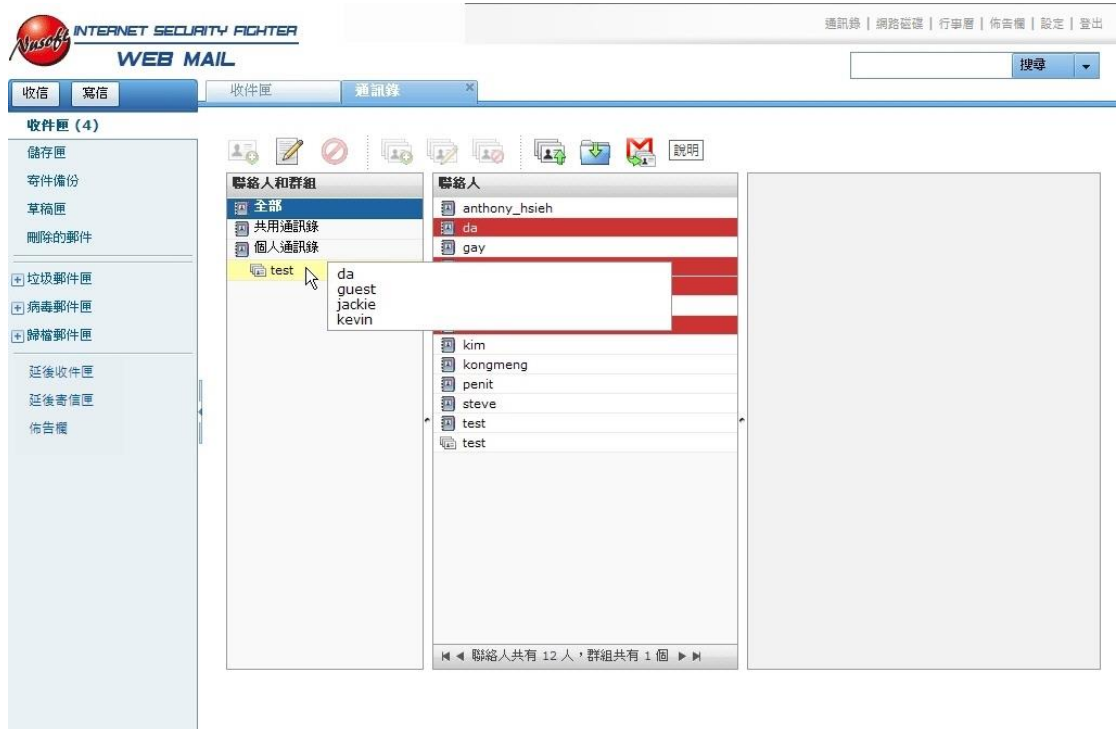 Nusoft INTERNET SECURITY FIGHTER
WEB MAIL
通訊錄 | 網路磁碟 | 行事曆 | 佈告欄 | 設定 | 登出
搜尋
收信 寫信
收件匣 通訊錄
收件匣 (4)
儲存匣
寄件備份
草稿匣
刪除的郵件
垃圾郵件匣
病毒郵件匣
歸檔郵件匣
延後收件匣
延後寄信匣
佈告欄
說明
聯絡人和群組
全部
共用通訊錄
個人通訊錄
test
da
guest
jackie
kevin
聯絡人
anthony_hsieh
da
gay
kim
kongmeng
penit
steve
test
test
聯絡人共有 12 人，群組共有 1 個